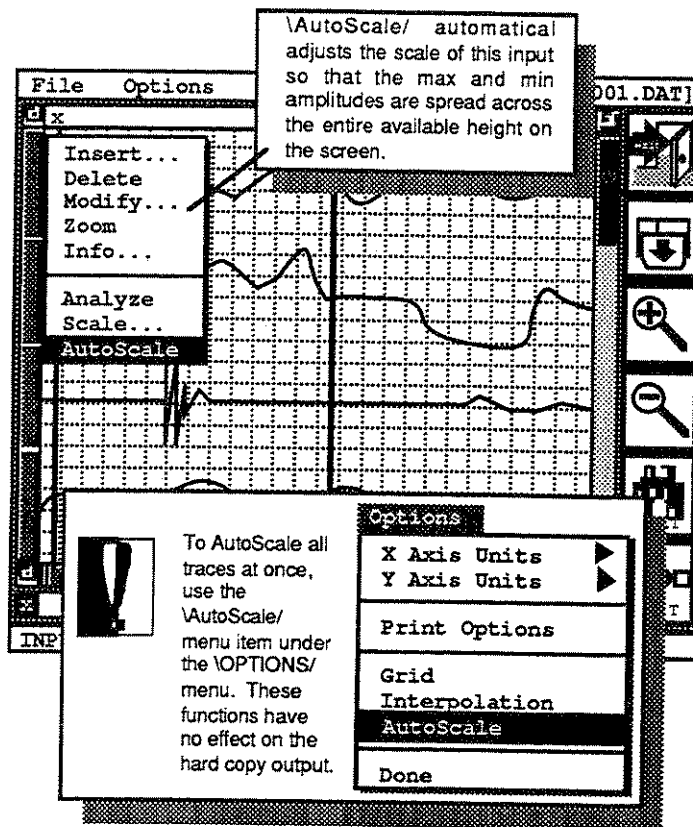 \AutoScale/ automatical
adjusts the scale of this input
so that the max and min
amplitudes are spread across
the entire available height on
the screen.
File Options
001.DAT]
x
Insert...
Delete
Modify...
Zoom
Info...
Analyze
Scale...
AutoScale
To AutoScale all
traces at once,
use the
\AutoScale/
menu item under
the \OPTIONS/
menu. These
functions have
no effect on the
hard copy output.
Options
X Axis Units
Y Axis Units
Print Options
Grid
Interpolation
AutoScale
Done
INP
T